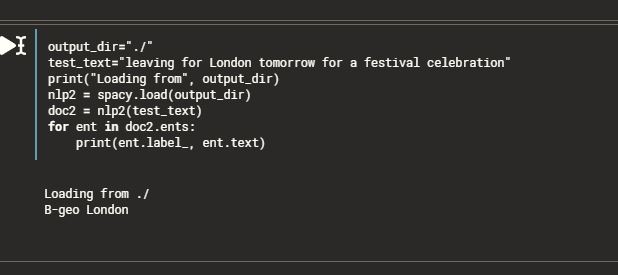 output_dir="./"
test_text="leaving for London tomorrow for a festival celebration"
print("Loading from", output_dir)
nlp2 = spacy.load(output_dir)
doc2 = nlp2(test_text)
for ent in doc2.ents:
    print(ent.label_, ent.text)
Loading from ./
B-geo London